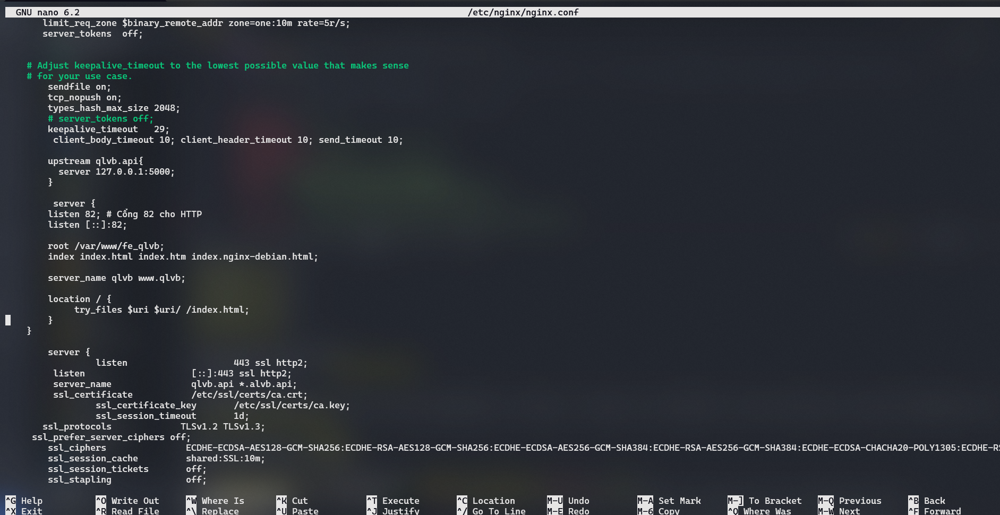 GNU nano 6.2 /etc/nginx/nginx.conf
limit_req_zone $binary_remote_addr zone=one:10m rate=5r/s;
server_tokens  off;
# Adjust keepalive_timeout to the lowest possible value that makes sense
# for your use case.
sendfile on;
tcp_nopush on;
types_hash_max_size 2048;
# server_tokens off;
keepalive_timeout   29;
client_body_timeout 10; client_header_timeout 10; send_timeout 10;
upstream qlvb.api{
server 127.0.0.1:5000;
}
server {
listen 82; # Cổng 82 cho HTTP
listen [::]:82;
root /var/www/fe_qlvb;
index index.html index.htm index.nginx-debian.html;
server_name qlvb www.qlvb;
location / {
try_files $uri $uri/ /index.html;
}
}
server {
listen 443 ssl http2;
listen [::]:443 ssl http2;
server_name qlvb.api *.alvb.api;
ssl_certificate /etc/ssl/certs/ca.crt;
ssl_certificate_key /etc/ssl/certs/ca.key;
ssl_session_timeout 1d;
ssl_protocols TLSv1.2 TLSv1.3;
ssl_prefer_server_ciphers off;
ssl_ciphers ECDHE-ECDSA-AES128-GCM-SHA256:ECDHE-RSA-AES128-GCM-SHA256:ECDHE-ECDSA-AES256-GCM-SHA384:ECDHE-RSA-AES256-GCM-SHA384:ECDHE-ECDSA-CHACHA20-POLY1305:ECDHE-RS
ssl_session_cache shared:SSL:10m;
ssl_session_tickets off;
ssl_stapling off;
^G Help ^O Write Out ^W Where Is ^K Cut ^T Execute ^C Location M-U Undo M-A Set Mark M-] To Bracket M-Q Previous ^B Back
^X Exit ^R Read File ^\ Replace ^U Paste ^J Justify ^/ Go To Line M-E Redo M-6 Copy ^Q Where Was M-W Next ^F Forward